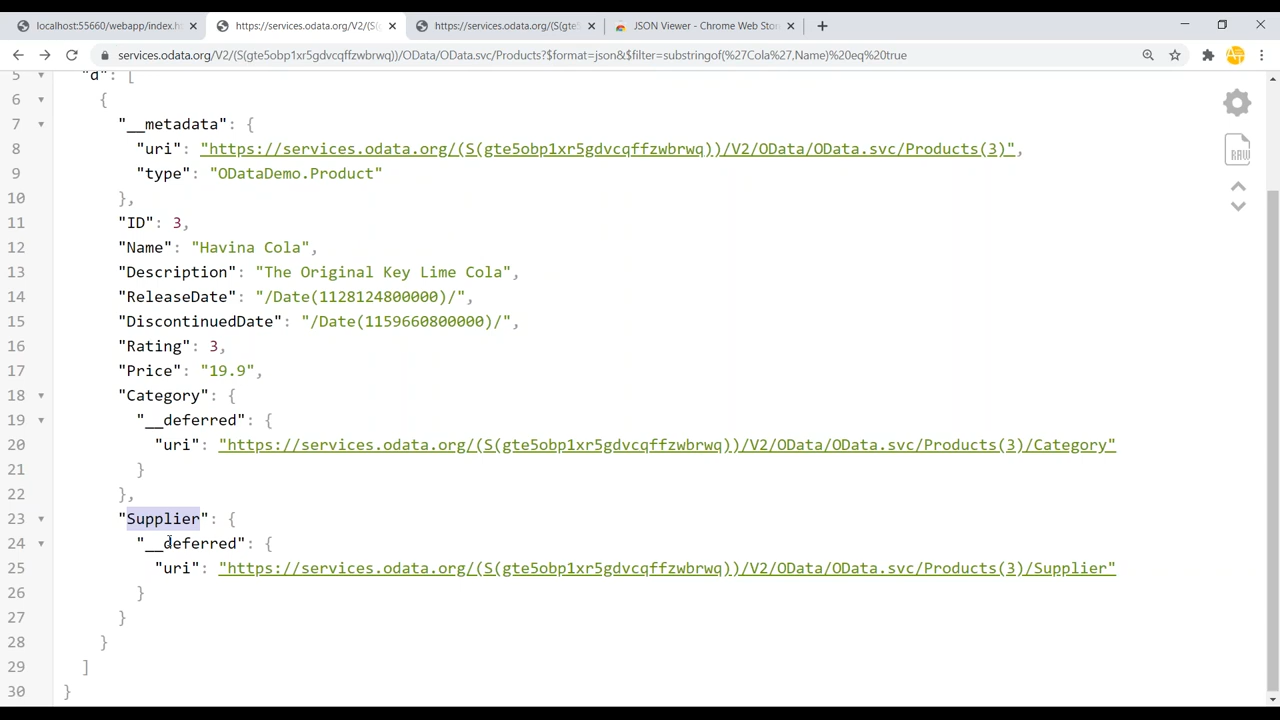 localhost:55660/webapp/index.h
https://services.odata.org/V2/(S(
https://services.odata.org/(S(gte5
JSON Viewer - Chrome Web Stor
services.odata.org/V2/(S(gte5obp1xr5gdvcqffzwbrwq))/OData/OData.svc/Products?$format=json&$filter=substringof(%27Cola%27,Name)%20eq%20true
5 "d": [
6 {
7 "__metadata": {
8 "uri": "https://services.odata.org/(S(gte5obp1xr5gdvcqffzwbrwq))/V2/OData/OData.svc/Products(3)",
9 "type": "ODataDemo.Product"
10 },
11 "ID": 3,
12 "Name": "Havina Cola",
13 "Description": "The Original Key Lime Cola",
14 "ReleaseDate": "/Date(1128124800000)/",
15 "DiscontinuedDate": "/Date(1159660800000)/",
16 "Rating": 3,
17 "Price": "19.9",
18 "Category": {
19 "__deferred": {
20 "uri": "https://services.odata.org/(S(gte5obp1xr5gdvcqffzwbrwq))/V2/OData/OData.svc/Products(3)/Category"
21 }
22 },
23 "Supplier": {
24 "__deferred": {
25 "uri": "https://services.odata.org/(S(gte5obp1xr5gdvcqffzwbrwq))/V2/OData/OData.svc/Products(3)/Supplier"
26 }
27 }
28 }
29 ]
30 }
RAW